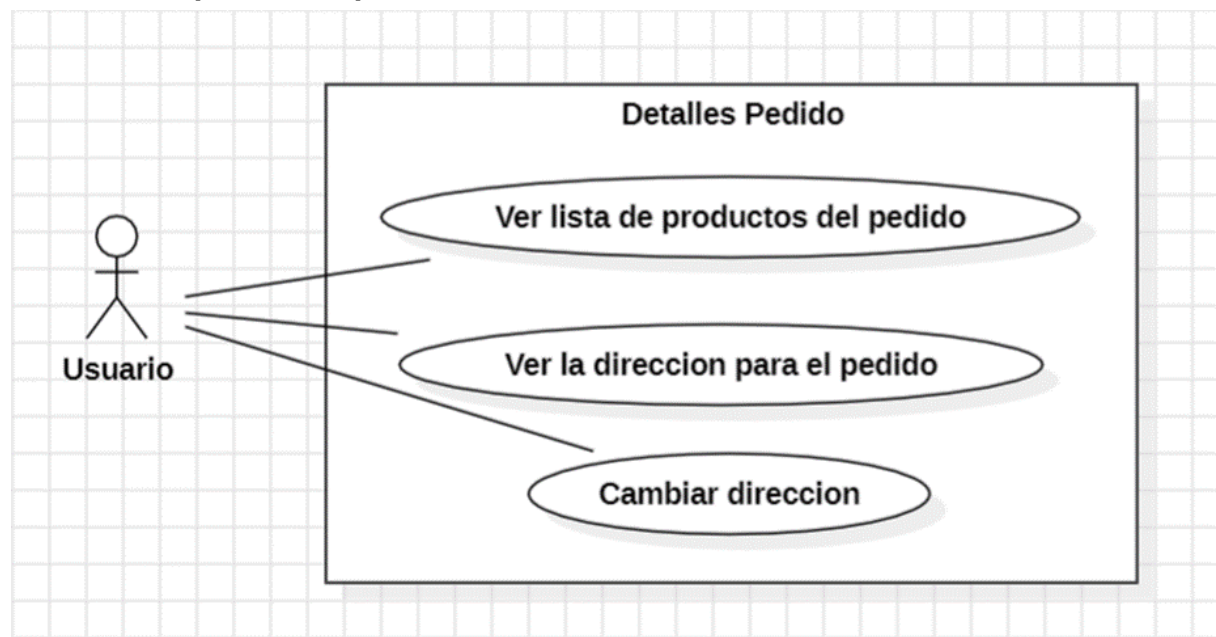 Detalles Pedido
Ver lista de productos del pedido
Usuario
Ver la direccion para el pedido
Cambiar direccion